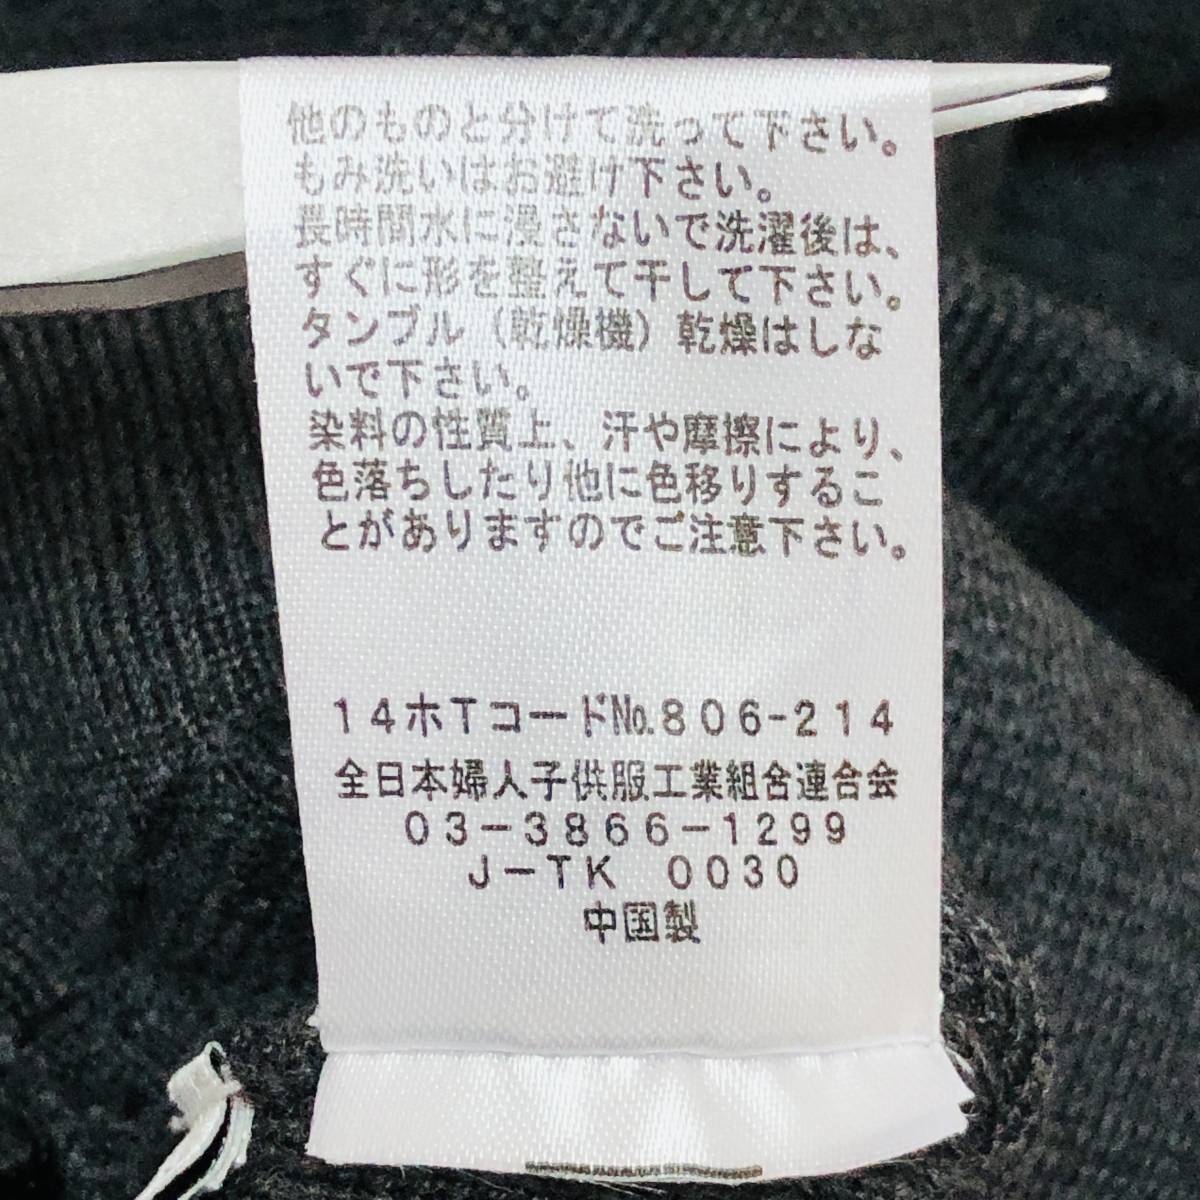 他のものと分けて洗って下さい。
もみ洗いはお避け下さい。
長時間水に浸さないで洗濯後は、
すぐに形を整えて干して下さい。
タンブル（乾燥機）乾燥はしな
いで下さい。
染料の性質上、汗や摩擦により、
色落ちしたり他に色移りするこ
とがありますのでご注意下さい。
14ホTコードNo.806-214
全日本婦人子供服工業組合連合会
03-3866-1299
J-TK 0030
中国製